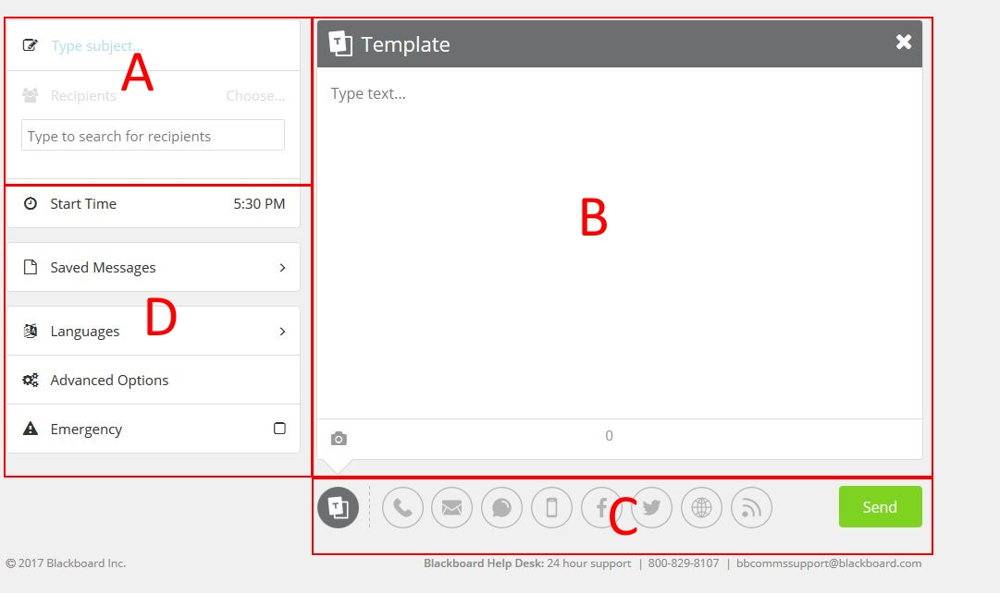 Type subject...
A
Recipients Choose...
Type to search for recipients
Start Time 5:30 PM
Saved Messages
D
Languages
Advanced Options
Emergency
T Template
Type text...
B
0
T
C
Send
© 2017 Blackboard Inc.
Blackboard Help Desk: 24 hour support | 800-829-8107 | bbcommssupport@blackboard.com